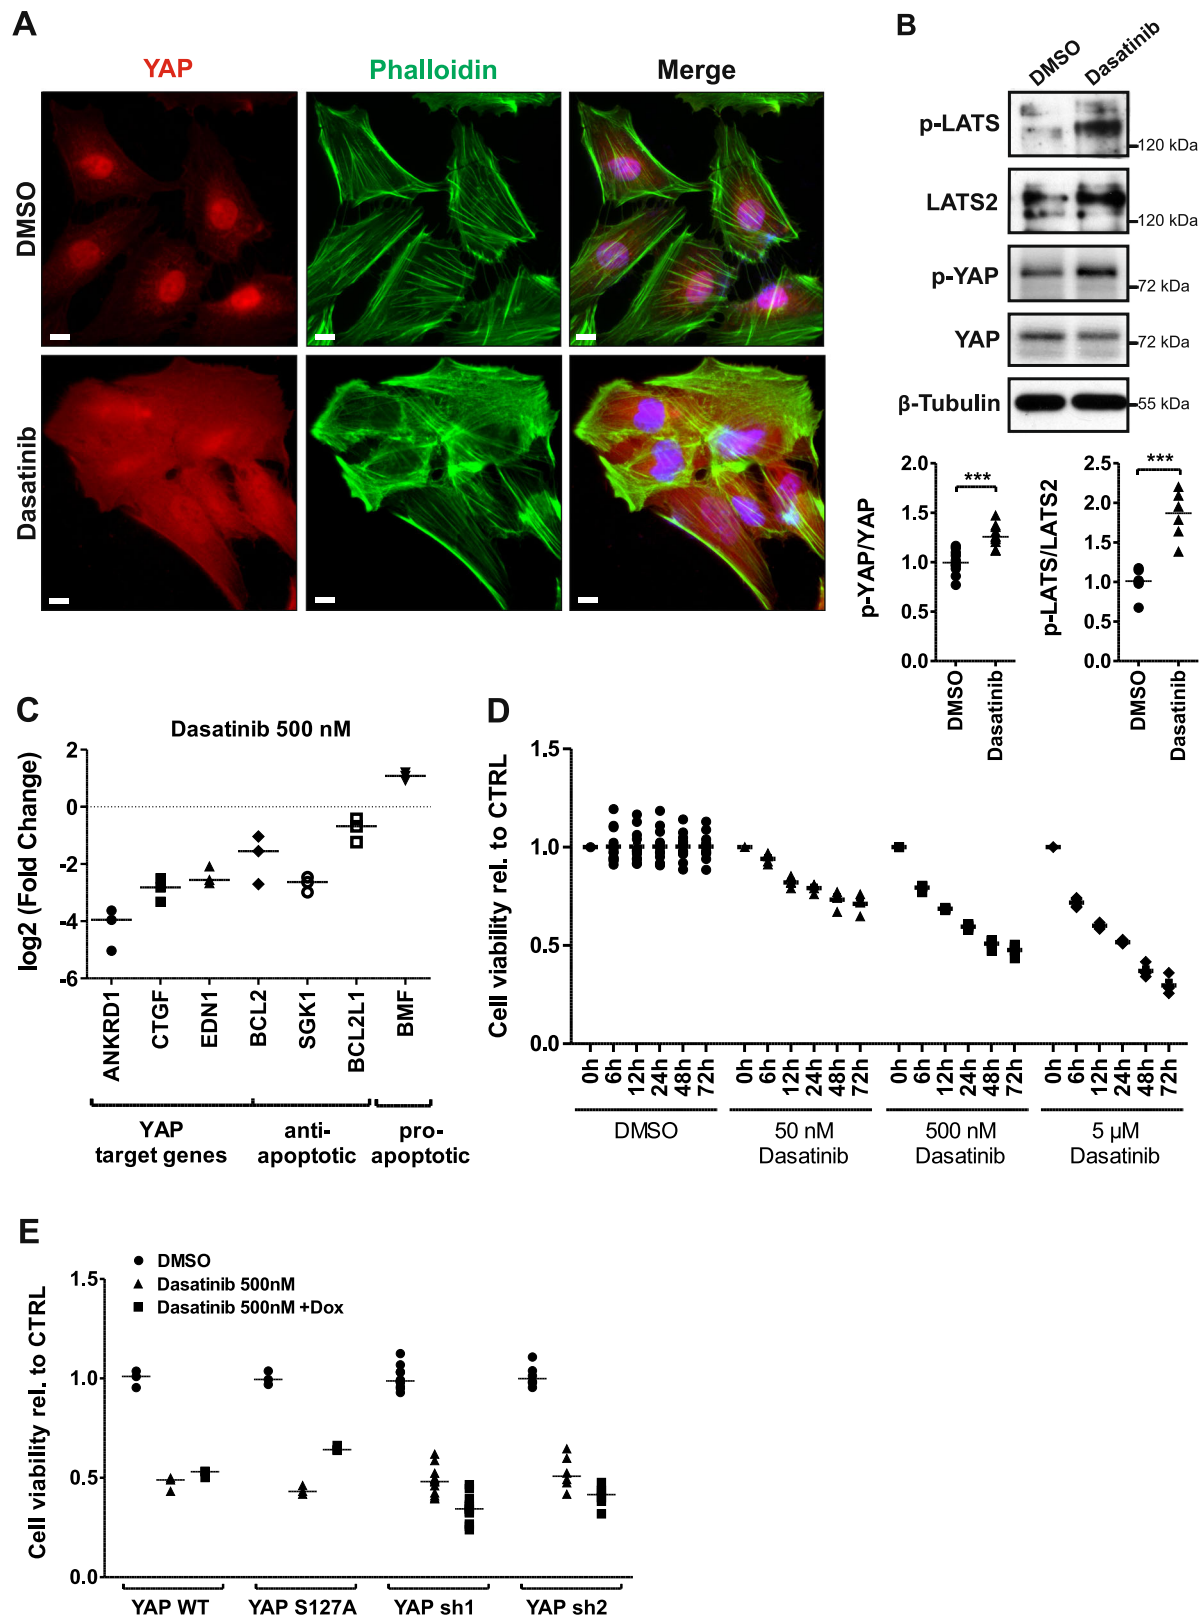 A
YAP
Phalloidin
Merge
DMSO
Dasatinib
B
DMSO
Dasatinib
p-LATS
120 kDa
LATS2
120 kDa
p-YAP
72 kDa
YAP
72 kDa
β-Tubulin
55 kDa
p-YAP/YAP
2.0
1.5
1.0
0.5
0.0
***
DMSO
Dasatinib
p-LATS/LATS2
2.5
2.0
1.5
1.0
0.5
0.0
***
DMSO
Dasatinib
C
Dasatinib 500 nM
log2 (Fold Change)
2
0
-2
-4
-6
ANKRD1
CTGF
EDN1
BCL2
SGK1
BCL2L1
BMF
YAP
target genes
anti-
apoptotic
pro-
apoptotic
D
Cell viability rel. to CTRL
1.5
1.0
0.5
0.0
0h
6h
12h
24h
48h
72h
0h
6h
12h
24h
48h
72h
0h
6h
12h
24h
48h
72h
0h
6h
12h
24h
48h
72h
DMSO
50 nM
Dasatinib
500 nM
Dasatinib
5 µM
Dasatinib
E
DMSO
Dasatinib 500nM
Dasatinib 500nM +Dox
Cell viability rel. to CTRL
1.5
1.0
0.5
0.0
YAP WT
YAP S127A
YAP sh1
YAP sh2